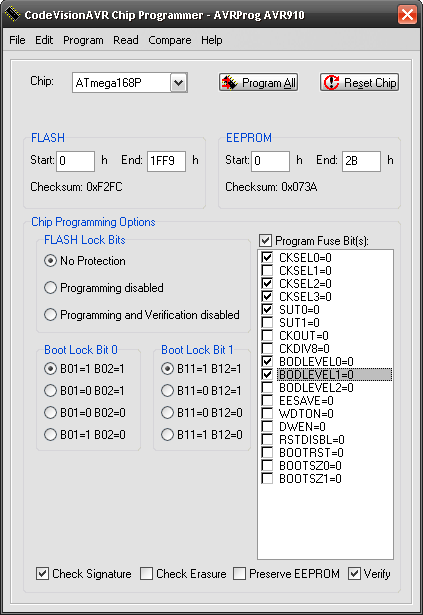 CodeVisionAVR Chip Programmer - AVRProg AVR910
File Edit Program Read Compare Help
Chip: ATmega168P Program All Reset Chip
FLASH EEPROM
Start: 0 h End: 1FF9 h Start: 0 h End: 2B h
Checksum: 0xF2FC Checksum: 0x073A
Chip Programming Options
FLASH Lock Bits
No Protection
Programming disabled
Programming and Verification disabled
Boot Lock Bit 0
B01=1 B02=1
B01=0 B02=1
B01=0 B02=0
B01=1 B02=0
Boot Lock Bit 1
B11=1 B12=1
B11=0 B12=1
B11=0 B12=0
B11=1 B12=0
Program Fuse Bit(s):
CKSEL0=0
CKSEL1=0
CKSEL2=0
CKSEL3=0
SUT0=0
SUT1=0
CKOUT=0
CKDIV8=0
BODLEVEL0=0
BODLEVEL1=0
BODLEVEL2=0
EESAVE=0
WDTON=0
DWEN=0
RSTDISBL=0
BOOTRST=0
BOOTSZ0=0
BOOTSZ1=0
Check Signature Check Erasure Preserve EEPROM Verify